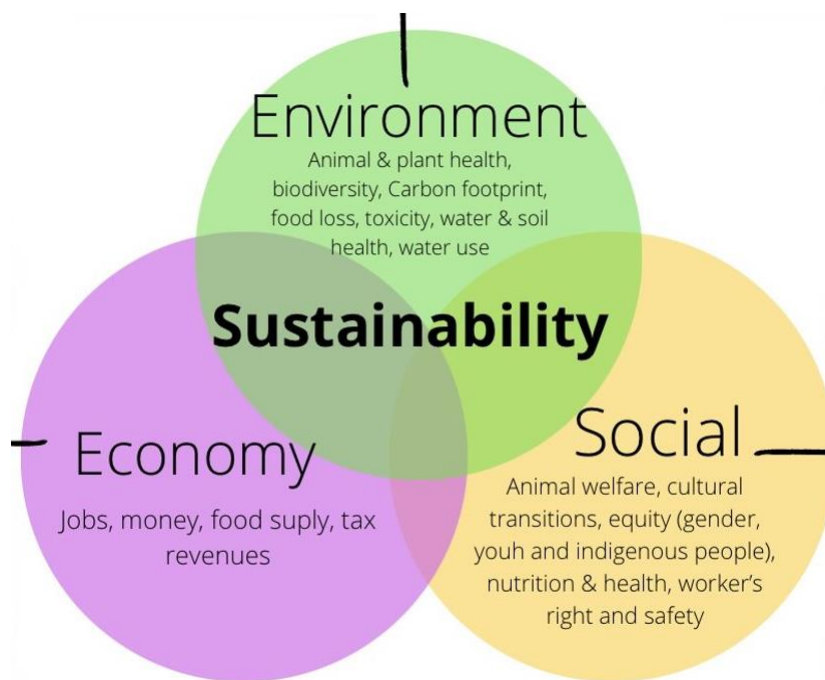 Environment
Animal & plant health,
biodiversity, Carbon footprint,
food loss, toxicity, water & soil
health, water use
Sustainability
Economy
Jobs, money, food suply, tax
revenues
Social
Animal welfare, cultural
transitions, equity (gender,
youh and indigenous people),
nutrition & health, worker's
right and safety